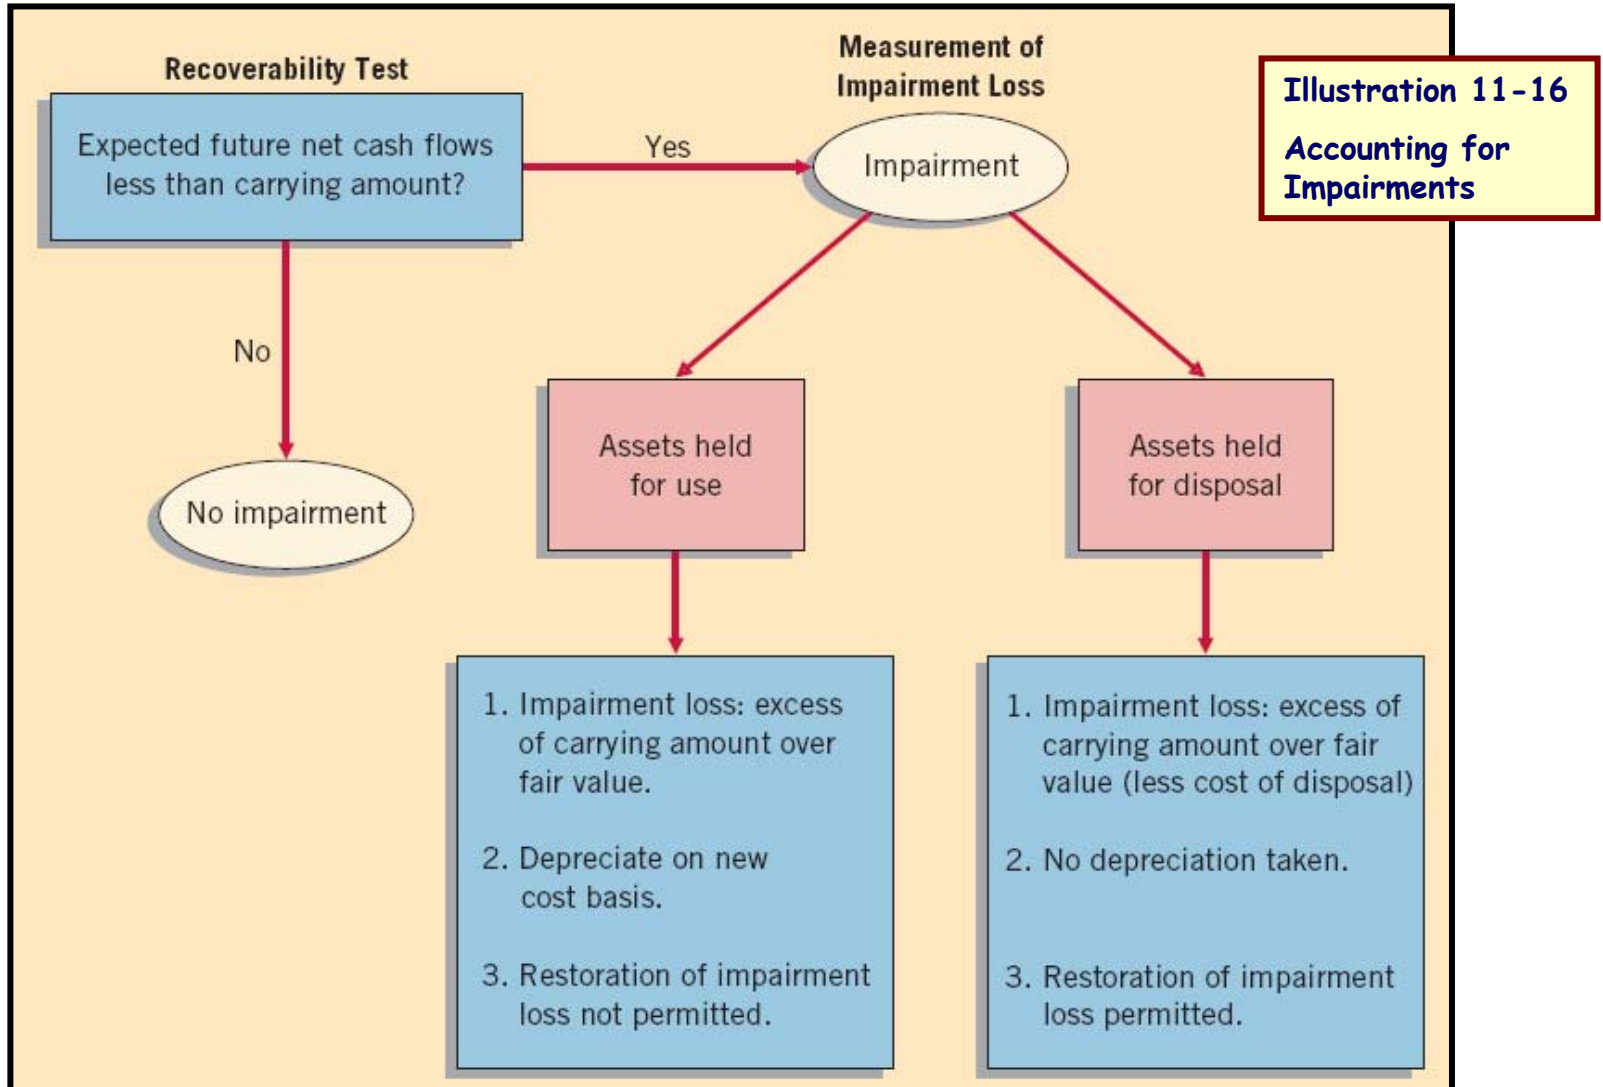 Recoverability Test
Expected future net cash flows
less than carrying amount?
Yes
No
No impairment
Measurement of
Impairment Loss
Impairment
Illustration 11-16
Accounting for
Impairments
Assets held
for use
Assets held
for disposal
1. Impairment loss: excess
of carrying amount over
fair value.
2. Depreciate on new
cost basis.
3. Restoration of impairment
loss not permitted.
1. Impairment loss: excess of
carrying amount over fair
value (less cost of disposal)
2. No depreciation taken.
3. Restoration of impairment
loss permitted.